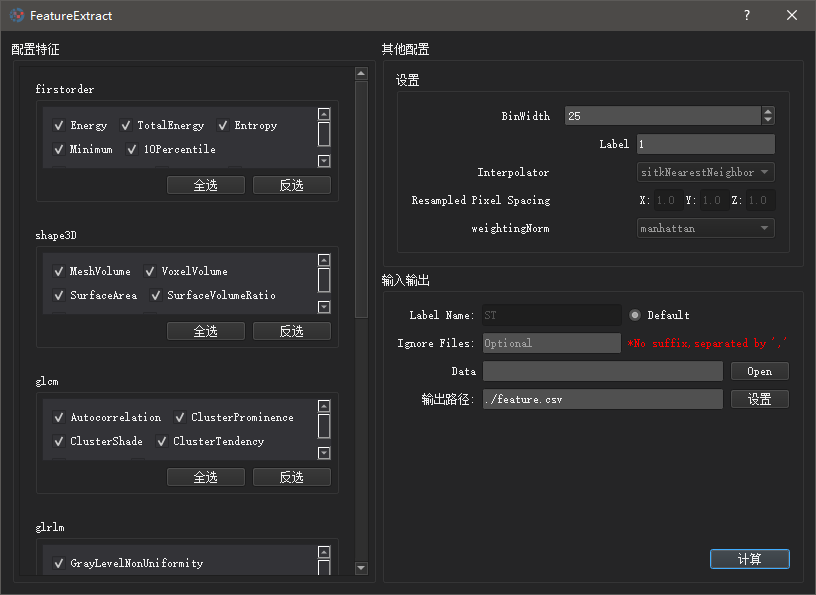 FeatureExtract
?
配置特征
firstorder
Energy TotalEnergy Entropy
Minimum 10Percentile
全选 反选
shape3D
MeshVolume VoxelVolume
SurfaceArea SurfaceVolumeRatio
全选 反选
glcm
Autocorrelation ClusterProminence
ClusterShade ClusterTendency
全选 反选
glrlm
GrayLevelNonUniformity
其他配置
设置
BinWidth 25
Label 1
Interpolator sitkNearestNeighbor
Resampled Pixel Spacing X: 1.0 Y: 1.0 Z: 1.0
weightingNorm manhattan
输入输出
Label Name: ST Default
Ignore Files: Optional *No suffix,separated by ','
Data Open
输出路径: ./feature.csv 设置
计算